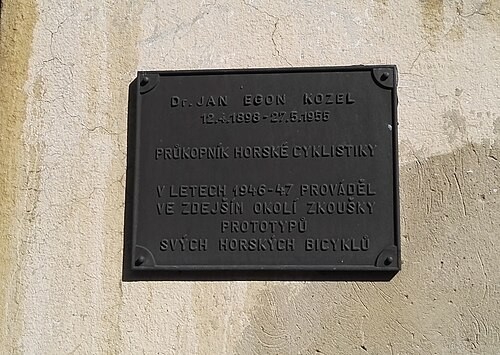 Dr. JAN EGON KOZEL
12.4.1898 - 27.5.1955
PRŮKOPNÍK HORSKÉ CYKLISTIKY
V LETECH 1946-47 PROVÁDĚL
VE ZDEJŠÍM OKOLÍ ZKOUŠKY
PROTOTYPŮ
SVÝCH HORSKÝCH BICYKLŮ